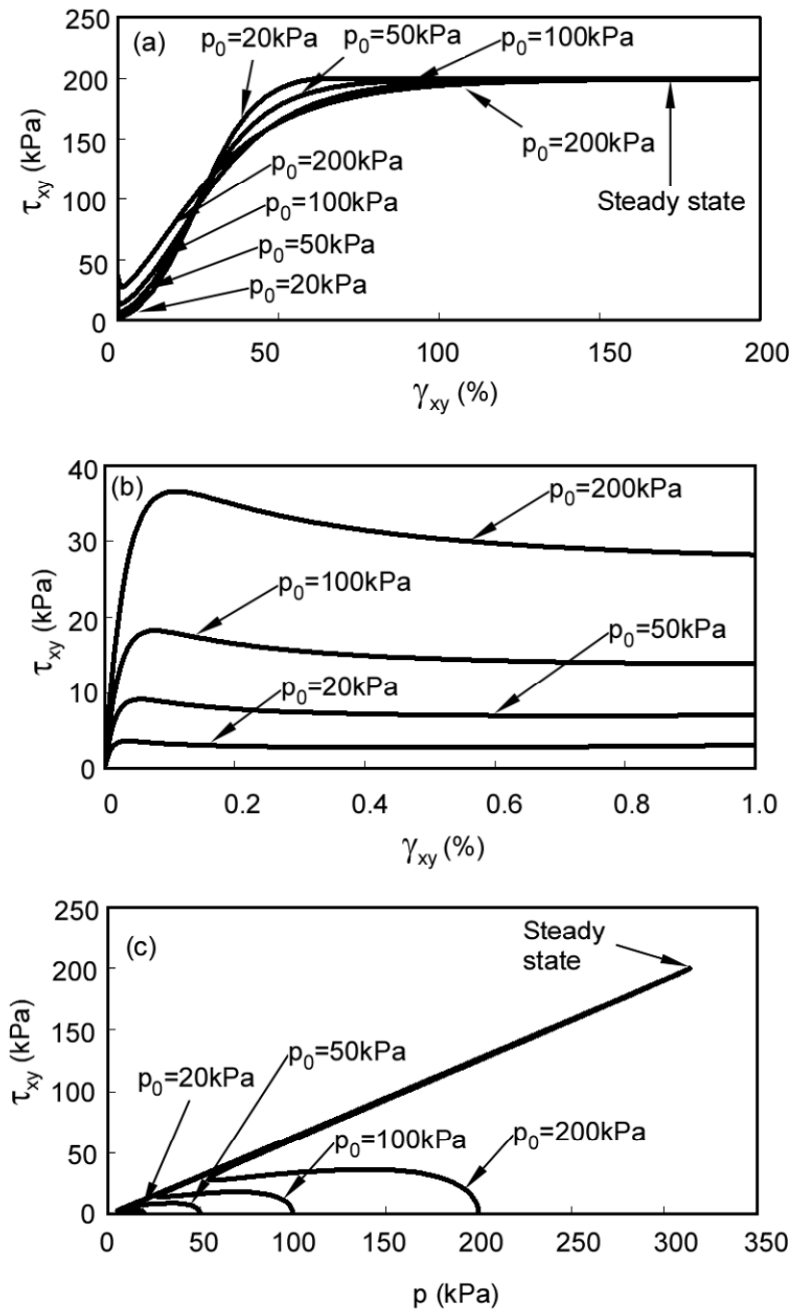 (a)
p₀=20kPa
p₀=50kPa
p₀=100kPa
p₀=200kPa
p₀=200kPa
p₀=100kPa
p₀=50kPa
p₀=20kPa
Steady state
250
200
150
100
50
0
τxy (kPa)
0
50
100
150
200
γxy (%)
(b)
p₀=200kPa
p₀=100kPa
p₀=50kPa
p₀=20kPa
40
30
20
10
0
τxy (kPa)
0
0.2
0.4
0.6
0.8
1.0
γxy (%)
(c)
Steady
state
p₀=50kPa
p₀=20kPa
p₀=100kPa
p₀=200kPa
250
200
150
100
50
0
τxy (kPa)
0
50
100
150
200
250
300
350
p (kPa)